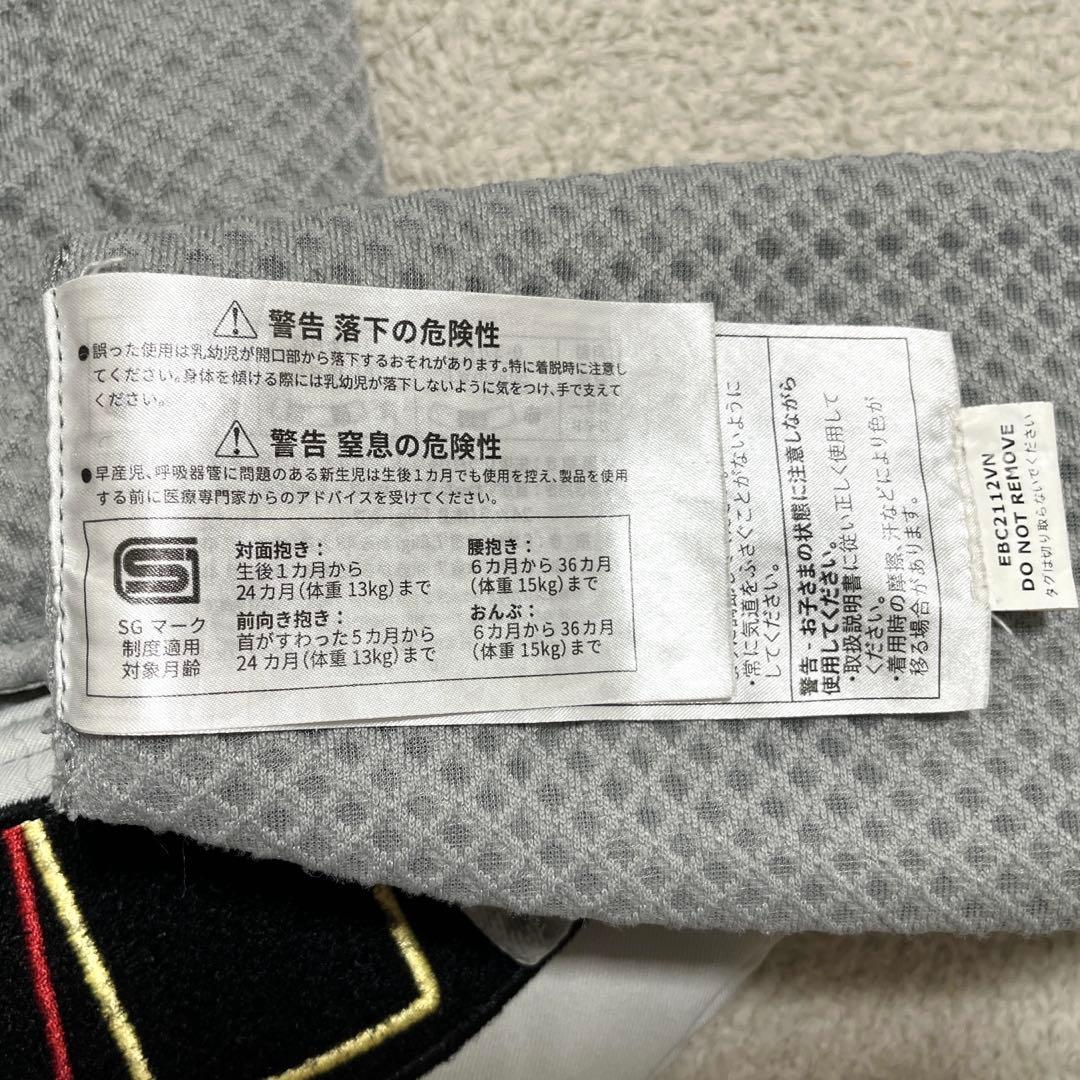 警告 落下の危険性
●誤った使用は乳幼児が開口部から落下するおそれがあります。特に着脱時に注意し
てください。身体を傾ける際には乳幼児が落下しないように気をつけ、手で支えて
ください。
警告 窒息の危険性
●早産児、呼吸器管に問題のある新生児は生後1カ月でも使用を控え、製品を使用
する前に医療専門家からのアドバイスを受けてください。
SG マーク
制度適用
対象月齢
対面抱き：
生後1カ月から
24カ月（体重 13kg）まで
前向き抱き：
首がすわった5カ月から
24カ月（体重 13kg）まで
腰抱き：
6カ月から 36カ月
（体重 15kg）まで
おんぶ：
6カ月から 36カ月
（体重 15kg）まで
・常に気道をふさぐことがないように
してください。
警告 - お子さまの状態に注意しながら
使用してください。
・取扱説明書に従い正しく使用して
ください。
・着用時の摩擦、汗などにより色が
移る場合があります。
EBC2112VN
DO NOT REMOVE
タグは切り取らないでください